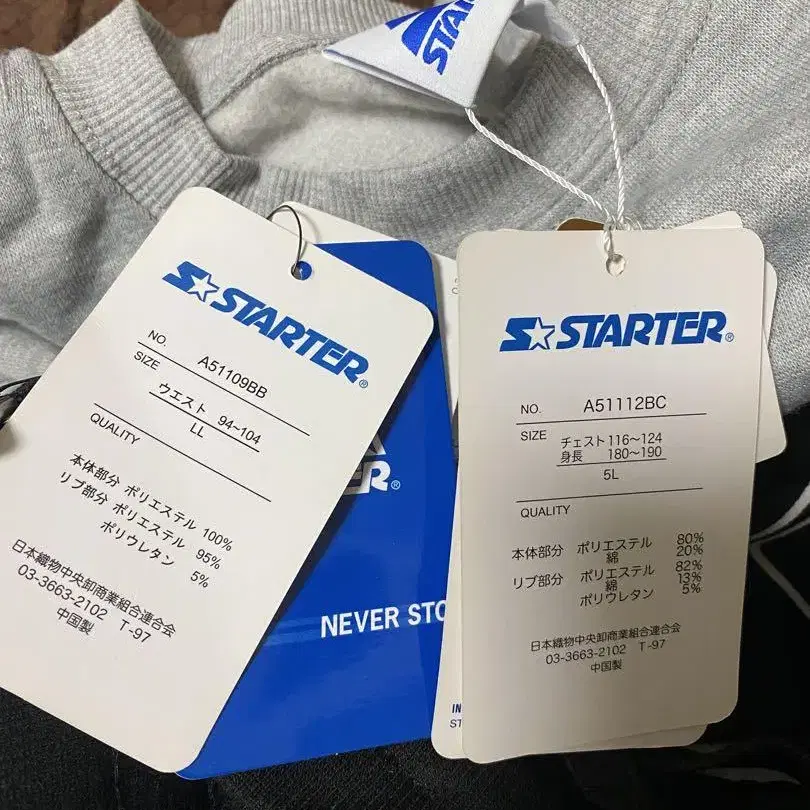 STA
STARTER®
NO. A51109BB
SIZE
ウエスト 94~104
LL
QUALITY
本体部分 ポリエステル 100%
リブ部分 ポリエステル 95%
ポリウレタン 5%
日本織物中央卸商業組合連合会
03-3663-2102 T-97
中国製
ER®
NEVER STO
IN
ST
STARTER®
NO. A51112BC
SIZE チェスト 116~124
身長 180~190
5L
QUALITY
本体部分 ポリエステル 80%
綿 20%
リブ部分 ポリエステル 82%
綿 13%
ポリウレタン 5%
日本織物中央卸商業組合連合会
03-3663-2102 T-97
中国製